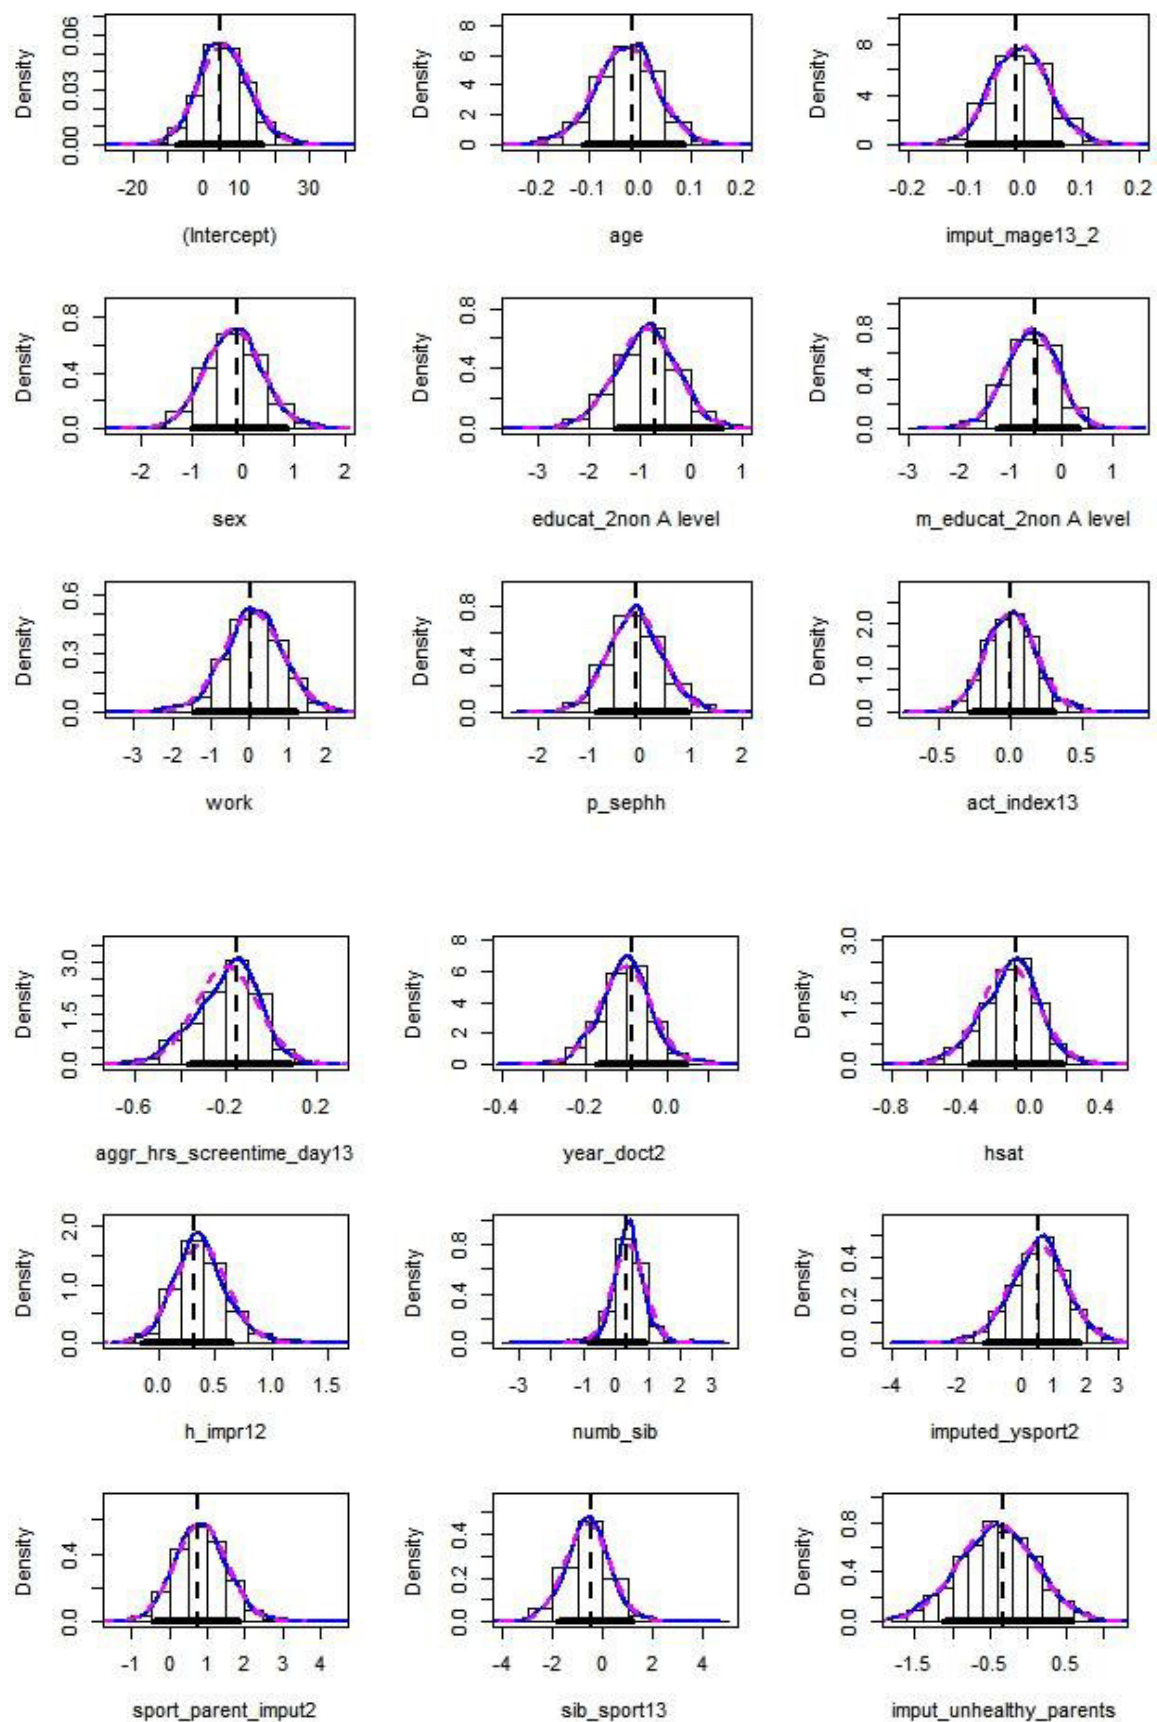 Density 0.00 0.03 0.06
-20 0 10 30
(Intercept)
Density 0 2 4 6 8
-0.2 -0.1 0.0 0.1 0.2
age
Density 0 4 8
-0.2 -0.1 0.0 0.1 0.2
imput_mage13_2
Density 0.0 0.4 0.8
-2 -1 0 1 2
sex
Density 0.0 0.4 0.8
-3 -2 -1 0 1
educat_2non A level
Density 0.0 0.4 0.8
-3 -2 -1 0 1
m_educat_2non A level
Density 0.0 0.3 0.6
-3 -2 -1 0 1 2
work
Density 0.0 0.4 0.8
-2 -1 0 1 2
p_sephh
Density 0.0 1.0 2.0
-0.5 0.0 0.5
act_index13
Density 0.0 1.5 3.0
-0.6 -0.2 0.2
aggr_hrs_screentime_day13
Density 0 2 4 6 8
-0.4 -0.2 0.0
year_doct2
Density 0.0 1.5 3.0
-0.8 -0.4 0.0 0.4
hsat
Density 0.0 1.0 2.0
0.0 0.5 1.0 1.5
h_impr12
Density 0.0 0.4 0.8
-3 -1 0 1 2 3
numb_sib
Density 0.0 0.2 0.4
-4 -2 0 1 2 3
imputed_ysport2
Density 0.0 0.4
-1 0 1 2 3 4
sport_parent_imput2
Density 0.0 0.2 0.4
-4 -2 0 2 4
sib_sport13
Density 0.0 0.4 0.8
-1.5 -0.5 0.5
imput_unhealthy_parents